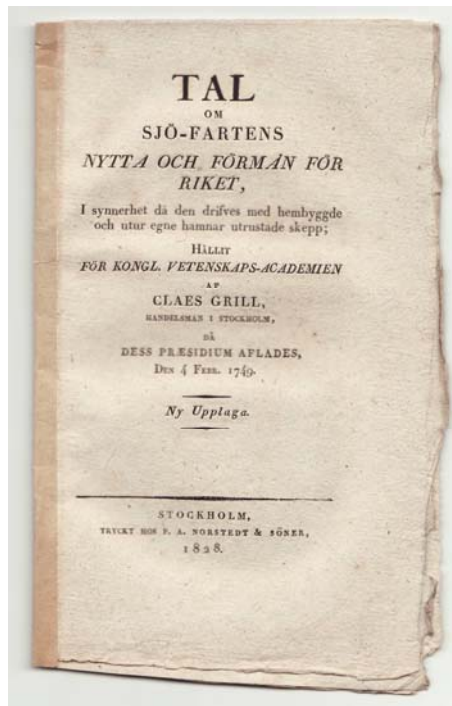 TAL
OM
SJÖ-FARTENS
NYTTA OCH FÖRMÅN FÖR
RIKET,
I synnerhet då den drifves med hembyggde
och utur egne hamnar utrustade skepp;
HÅLLIT
FÖR KONGL. VETENSKAPS-ACADEMIEN
AF
CLAES GRILL,
HANDELSMAN I STOCKHOLM,
DÅ
DESS PRÆSIDIUM AFLADES,
DEN 4 FEBR. 1749.
Ny Upplaga.
STOCKHOLM,
TRYCKT HOS P. A. NORSTEDT & SÖNER,
1828.